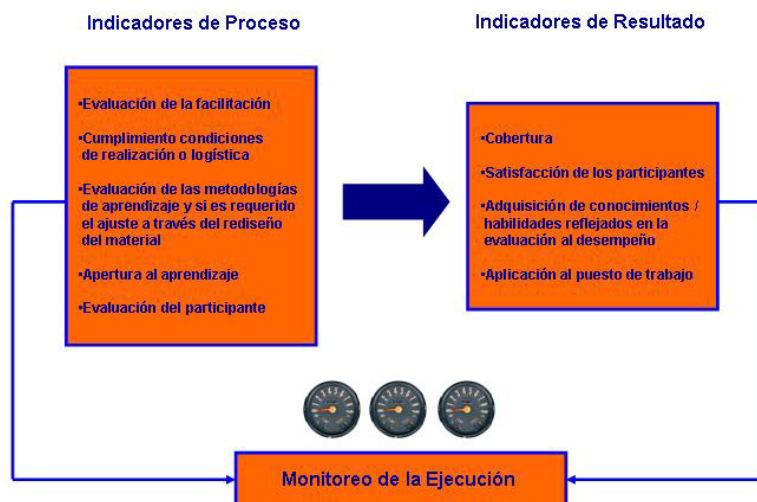 Indicadores de Proceso
•Evaluación de la facilitación
•Cumplimiento condiciones
de realización o logística
•Evaluación de las metodologías
de aprendizaje y si es requerido
el ajuste a través del rediseño
del material
•Apertura al aprendizaje
•Evaluación del participante
Indicadores de Resultado
•Cobertura
•Satisfacción de los participantes
•Adquisición de conocimientos /
habilidades reflejados en la
evaluación al desempeño
•Aplicación al puesto de trabajo
Monitoreo de la Ejecución